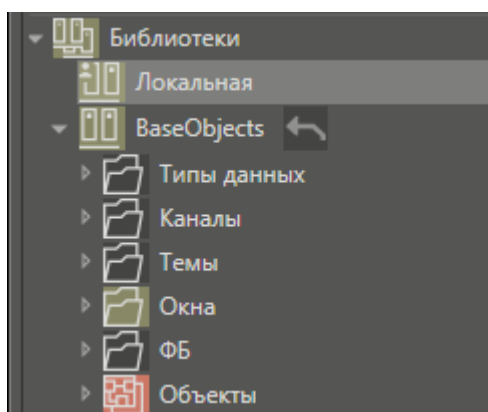 Библиотеки
Локальная
BaseObjects
Типы данных
Каналы
Темы
Окна
ФБ
Объекты